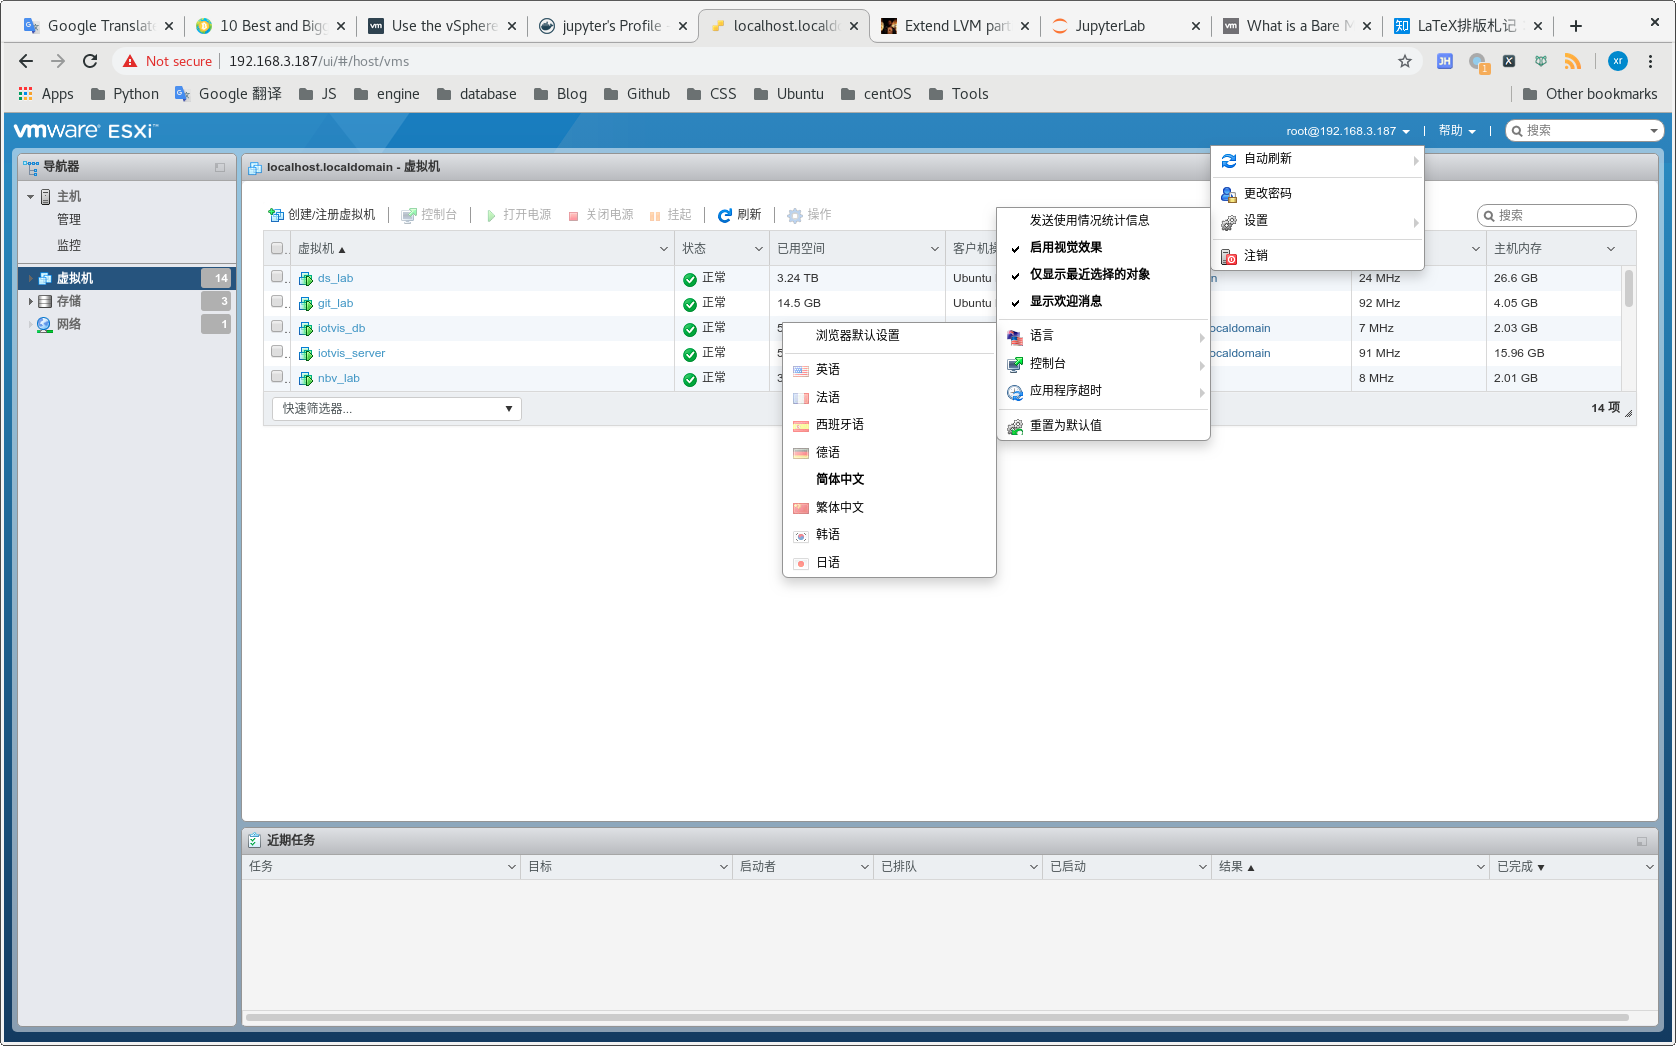 Google Translate
10 Best and Bigg
Use the vSphere
jupyter's Profile -
localhost.locald
Extend LVM part
JupyterLab
What is a Bare M
LaTeX排版札记
Not secure
192.168.3.187/ui/#/host/vms
Apps
Python
Google 翻译
JS
engine
database
Blog
Github
CSS
Ubuntu
centOS
Tools
Other bookmarks
vmware ESXi™
root@192.168.3.187
帮助
搜索
导航器
主机
管理
监控
虚拟机 14
存储 3
网络 1
localhost.localdomain - 虚拟机
创建/注册虚拟机
控制台
打开电源
关闭电源
挂起
刷新
操作
搜索
虚拟机 ▲
状态
已用空间
客户机操
主机内存
ds_lab 正常 3.24 TB Ubuntu n 24 MHz 26.6 GB
git_lab 正常 14.5 GB Ubuntu 92 MHz 4.05 GB
iotvis_db 正常 5 ocaldomain 7 MHz 2.03 GB
iotvis_server 正常 5 ocaldomain 91 MHz 15.96 GB
nbv_lab 正常 3 8 MHz 2.01 GB
快速筛选器...
14 项
自动刷新
更改密码
设置
注销
发送使用情况统计信息
启用视觉效果
仅显示最近选择的对象
显示欢迎消息
语言
控制台
应用程序超时
重置为默认值
浏览器默认设置
英语
法语
西班牙语
德语
简体中文
繁体中文
韩语
日语
近期任务
任务
目标
启动者
已排队
已启动
结果 ▲
已完成 ▼